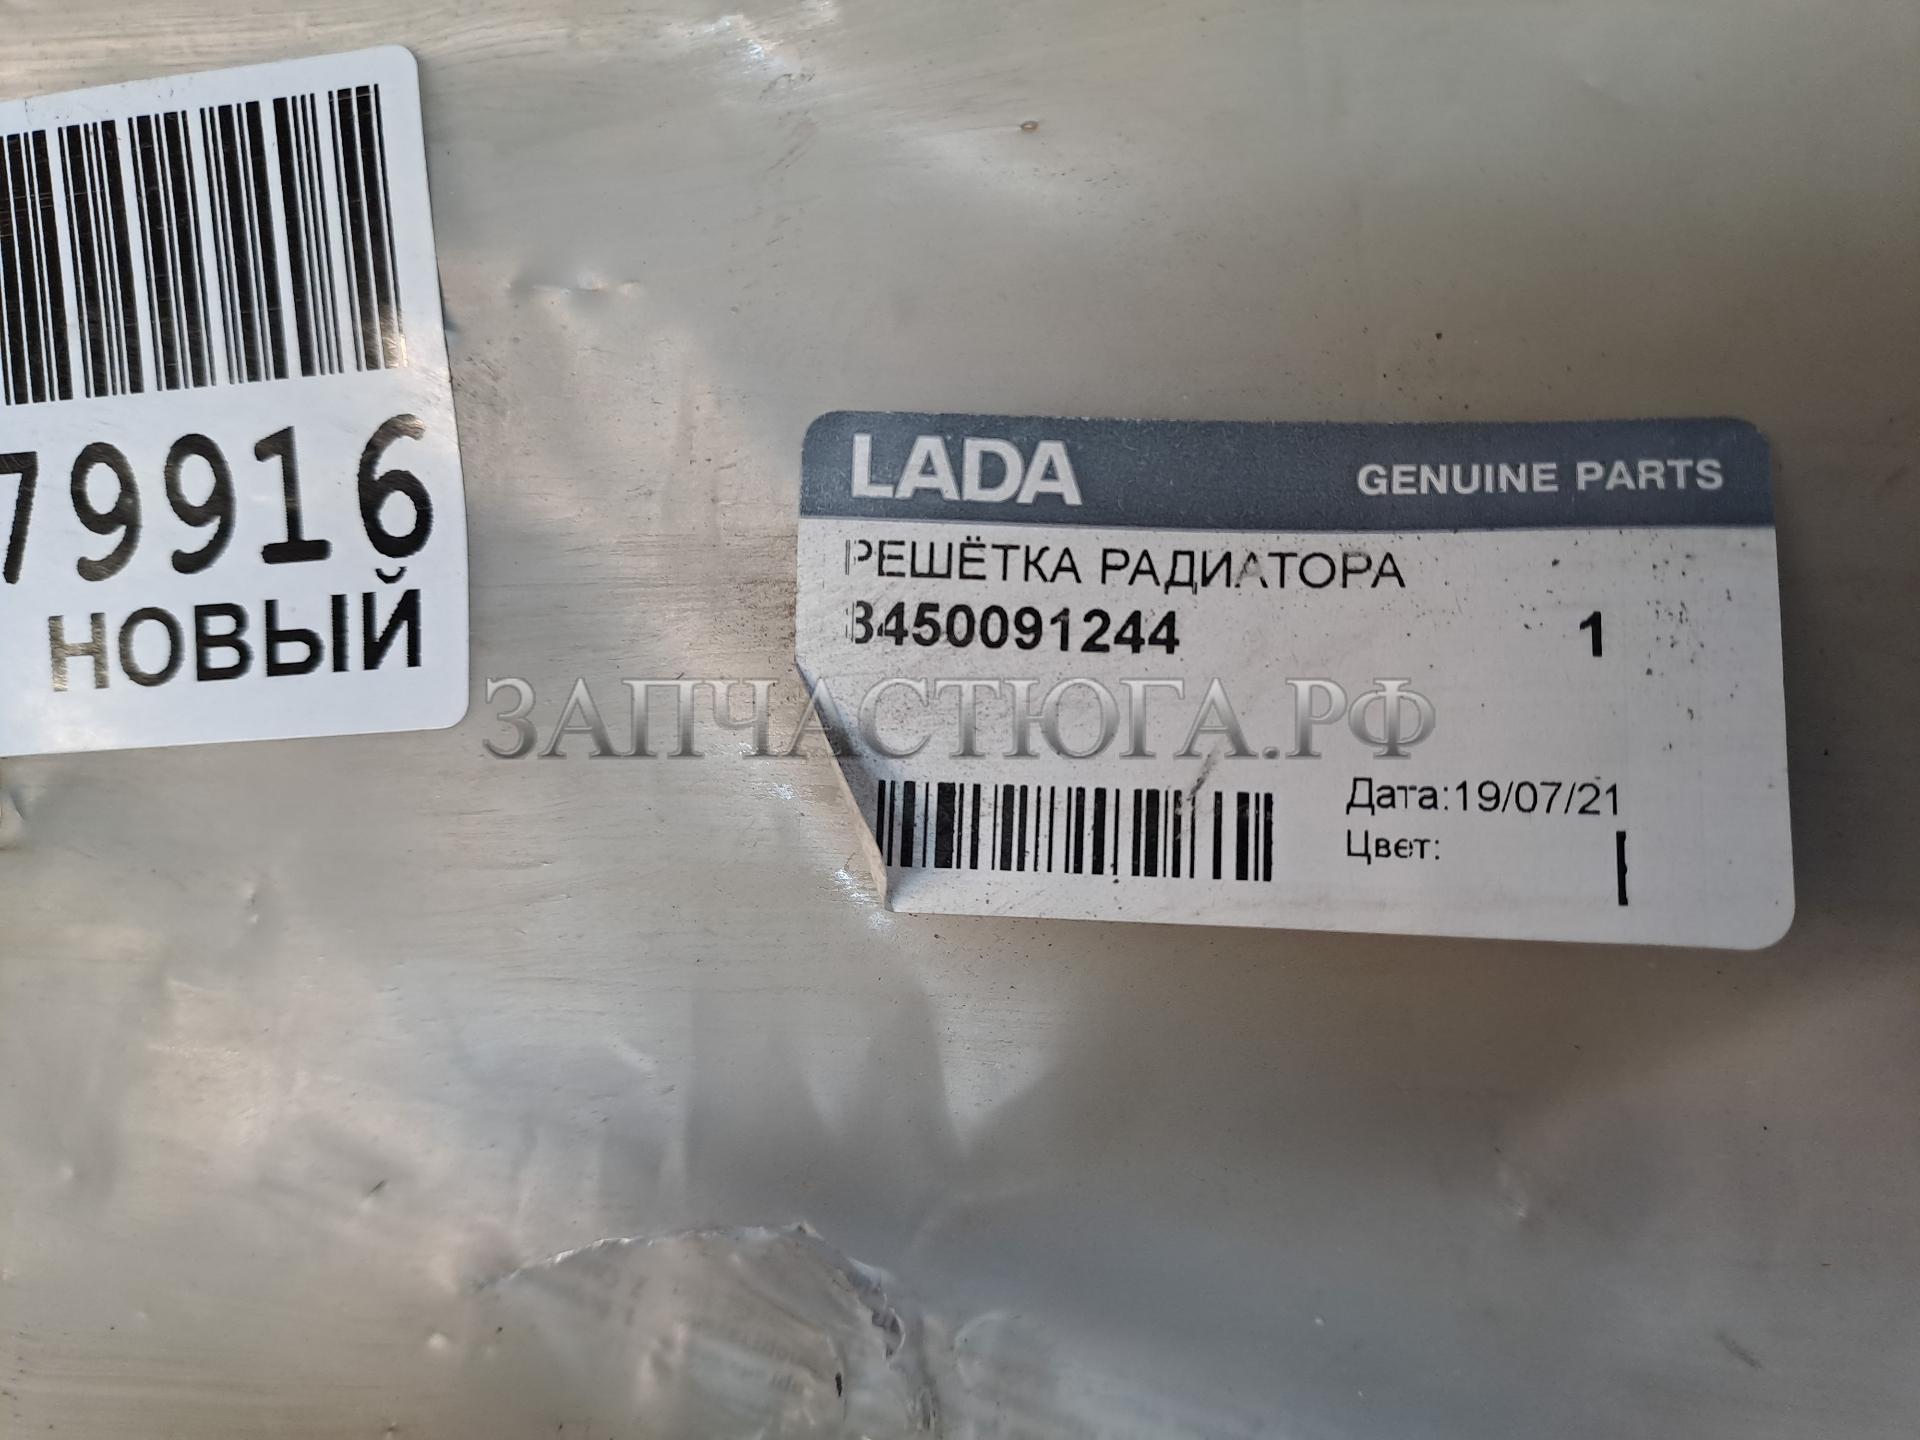 79916
НОВЫЙ
LADA GENUINE PARTS
РЕШЁТКА РАДИАТОРА
8450091244 1
ЗАПЧАСТЮГА.РФ
Дата:19/07/21
Цвет: